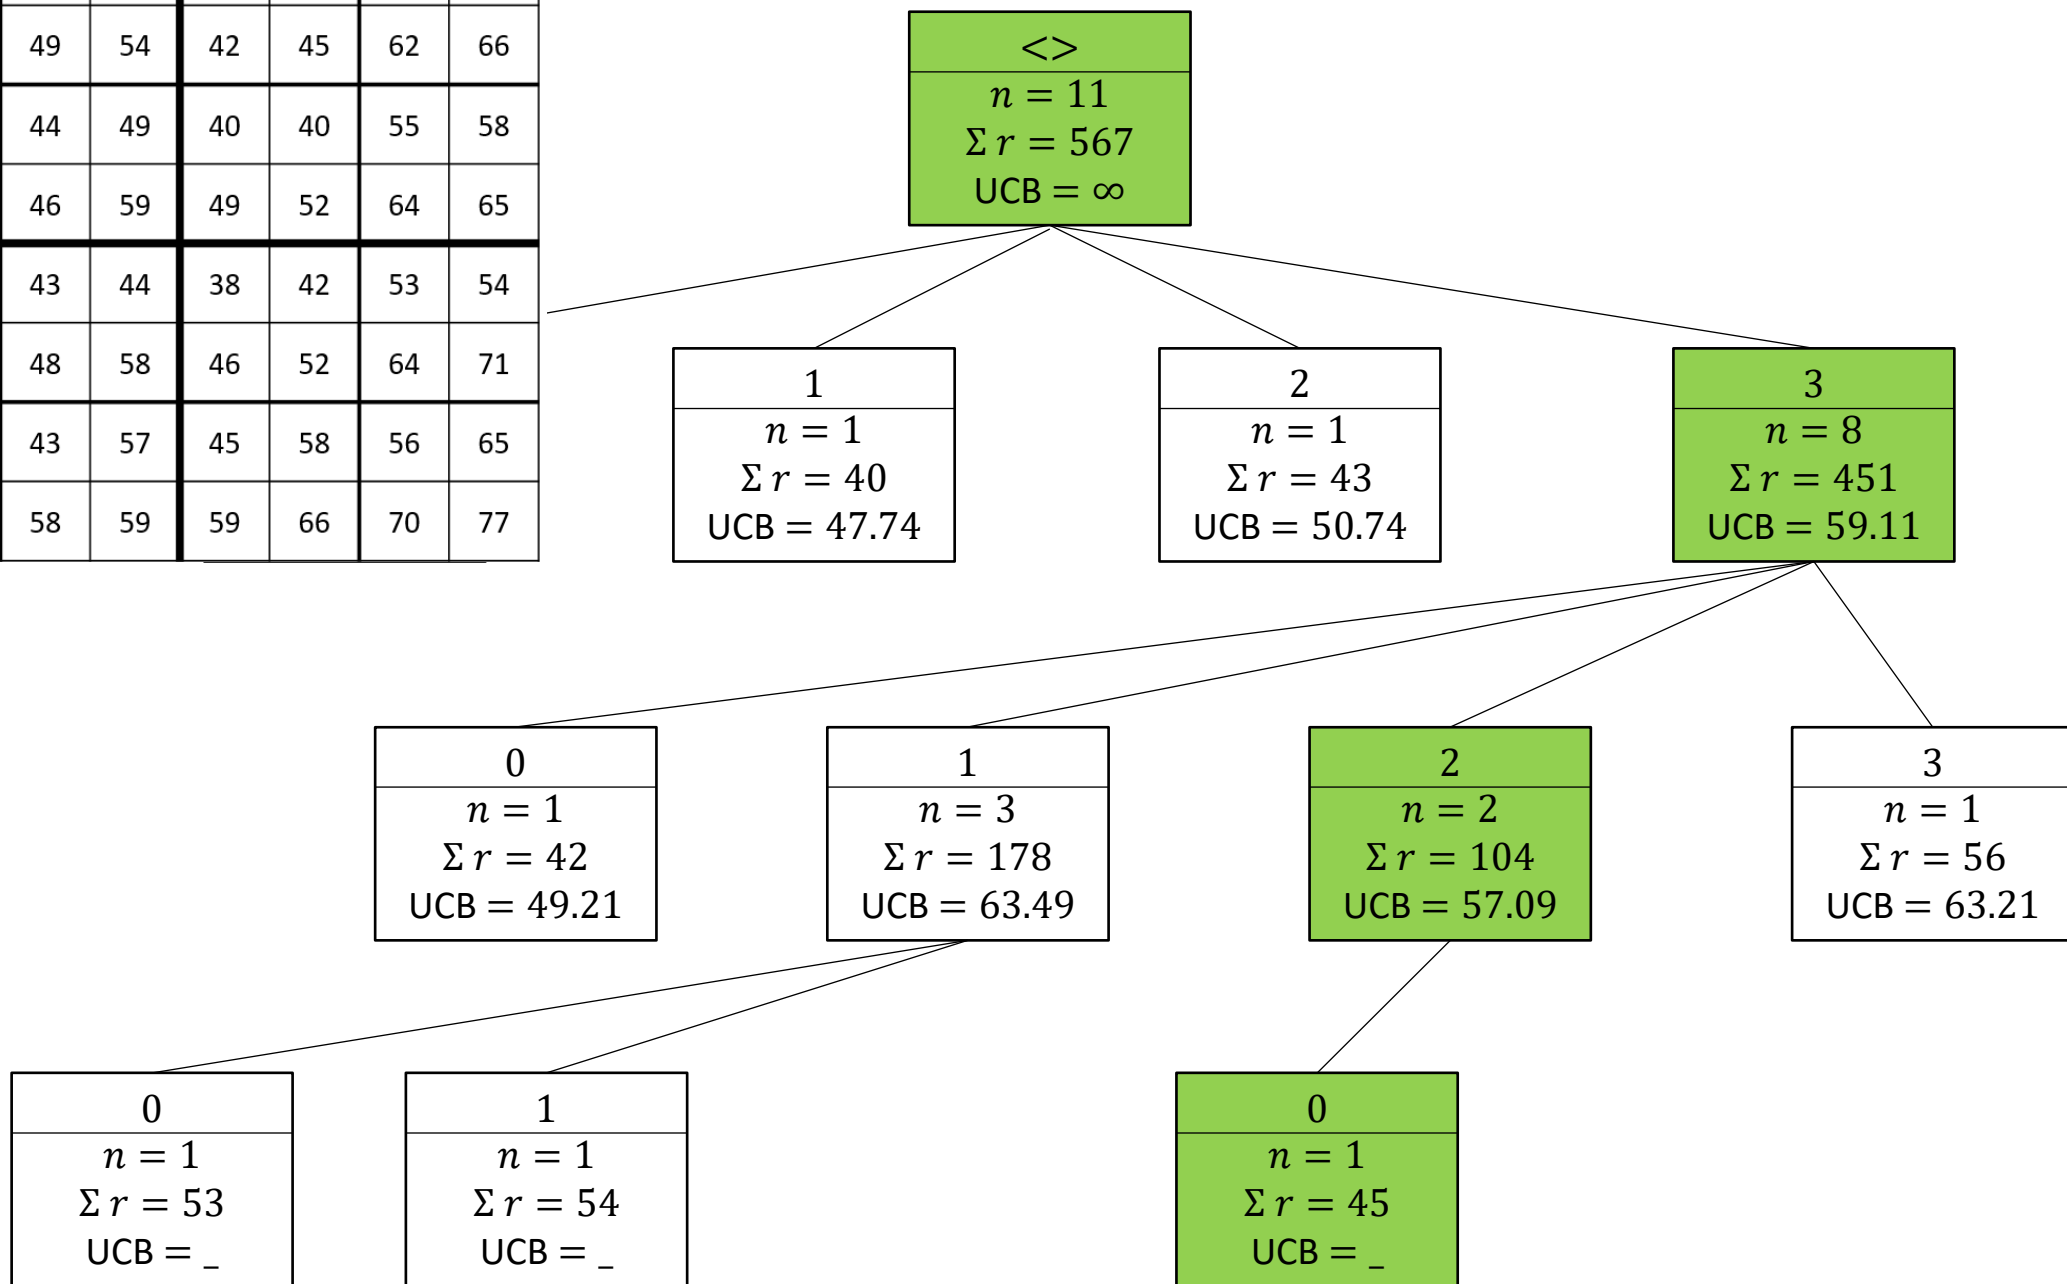 49 54 42 45 62 66
44 49 40 40 55 58
46 59 49 52 64 65
43 44 38 42 53 54
48 58 46 52 64 71
43 57 45 58 56 65
58 59 59 66 70 77
<>
n = 11
Σ r = 567
UCB = ∞
1
n = 1
Σ r = 40
UCB = 47.74
2
n = 1
Σ r = 43
UCB = 50.74
3
n = 8
Σ r = 451
UCB = 59.11
0
n = 1
Σ r = 42
UCB = 49.21
1
n = 3
Σ r = 178
UCB = 63.49
2
n = 2
Σ r = 104
UCB = 57.09
3
n = 1
Σ r = 56
UCB = 63.21
0
n = 1
Σ r = 53
UCB = _
1
n = 1
Σ r = 54
UCB = _
0
n = 1
Σ r = 45
UCB = _